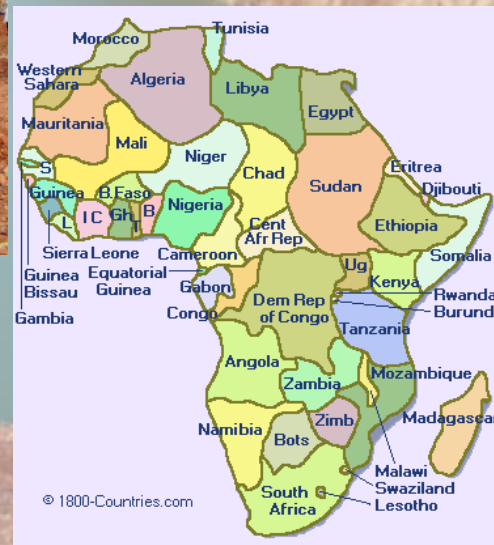 Tunisia
Morocco
Western
Sahara
Algeria
Libya
Egypt
Mauritania
Mali
Niger
Chad
Sudan
Eritrea
Djibouti
S
Guinea
B.Faso
Nigeria
L
I C
Gh
T
B
Cent
Afr Rep
Ethiopia
Somalia
Sierra Leone
Cameroon
Guinea
Bissau
Equatorial
Guinea
Gabon
Ug
Kenya
Gambia
Congo
Dem Rep
of Congo
Rwanda
Burund
Tanzania
Angola
Zambia
Mozambique
Namibia
Zimb
Bots
Madagascar
Malawi
Swaziland
Lesotho
South
Africa
© 1800-Countries.com